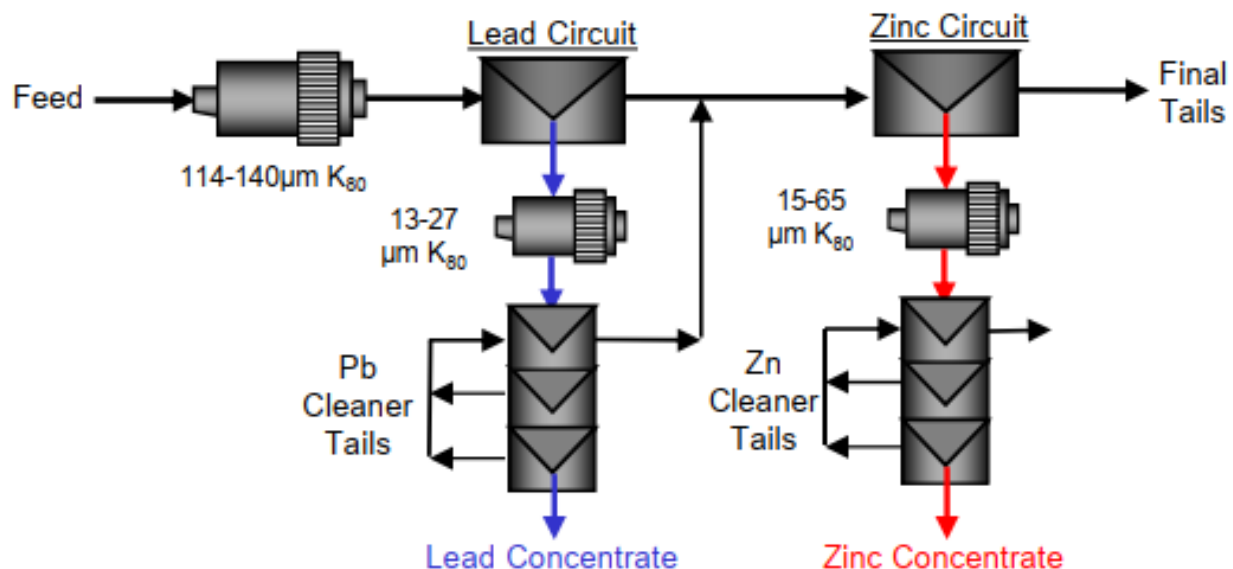 Lead Circuit
Zinc Circuit
Feed
Final
Tails
114-140µm K₈₀
13-27
µm K₈₀
15-65
µm K₈₀
Pb
Cleaner
Tails
Zn
Cleaner
Tails
Lead Concentrate
Zinc Concentrate